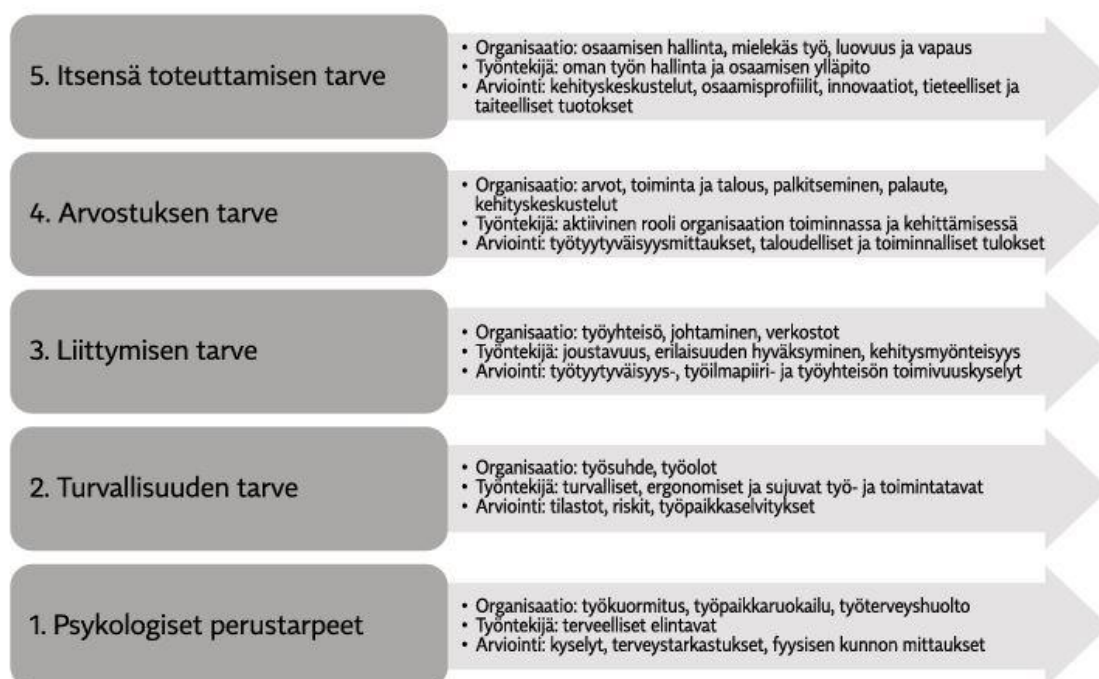 5. Itsensä toteuttamisen tarve
• Organisaatio: osaamisen hallinta, mielekäs työ, luovuus ja vapaus
• Työntekijä: oman työn hallinta ja osaamisen ylläpito
• Arviointi: kehityskeskustelut, osaamisprofiilit, innovaatiot, tieteelliset ja
taiteelliset tuotokset
4. Arvostuksen tarve
• Organisaatio: arvot, toiminta ja talous, palkitseminen, palaute,
kehityskeskustelut
• Työntekijä: aktiivinen rooli organisaation toiminnassa ja kehittämisessä
• Arviointi: työtyytyväisyysmittaukset, taloudelliset ja toiminnalliset tulokset
3. Liittymisen tarve
• Organisaatio: työyhteisö, johtaminen, verkostot
• Työntekijä: joustavuus, erilaisuuden hyväksyminen, kehitysmyönteisyys
• Arviointi: työtyytyväisyys-, työilmapiiri- ja työyhteisön toimivuuskyselyt
2. Turvallisuuden tarve
• Organisaatio: työsuhde, työolot
• Työntekijä: turvalliset, ergonomiset ja sujuvat työ- ja toimintatavat
• Arviointi: tilastot, riskit, työpaikkaselvitykset
1. Psykologiset perustarpeet
• Organisaatio: työkuormitus, työpaikkaruokailu, työterveyshuolto
• Työntekijä: terveelliset elintavat
• Arviointi: kyselyt, terveystarkastukset, fyysisen kunnon mittaukset